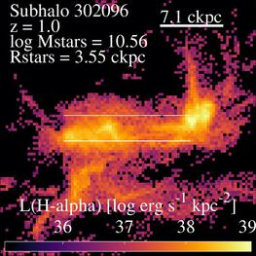 Subhalo 302096
7.1 ckpc
z = 1.0
log Mstars = 10.56
Rstars = 3.55 ckpc
L(H-alpha) [log erg s⁻¹ kpc⁻²]
36 37 38 39